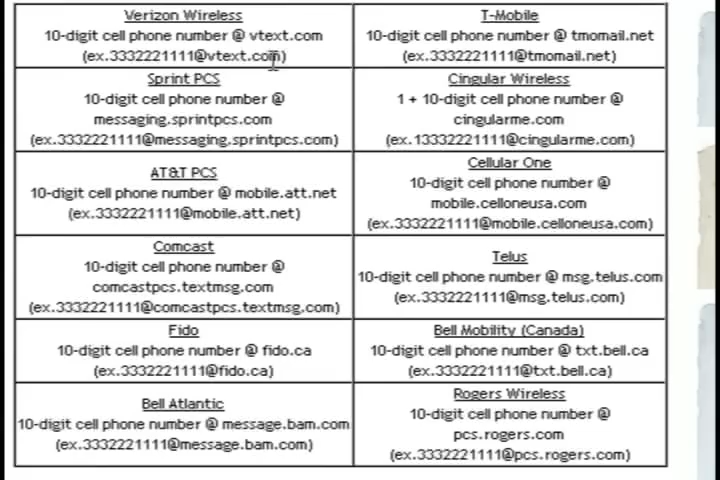 Verizon Wireless
10-digit cell phone number @ vtext.com
(ex.3332221111@vtext.com)
T-Mobile
10-digit cell phone number @ tmomail.net
(ex.3332221111@tmomail.net)
Sprint PCS
10-digit cell phone number @
messaging.sprintpcs.com
(ex.3332221111@messaging.sprintpcs.com)
Cingular Wireless
1 + 10-digit cell phone number @
cingularme.com
(ex.13332221111@cingularme.com)
AT&T PCS
10-digit cell phone number @ mobile.att.net
(ex.3332221111@mobile.att.net)
Cellular One
10-digit cell phone number @
mobile.celloneusa.com
(ex.3332221111@mobile.celloneusa.com)
Comcast
10-digit cell phone number @
comcastpcs.textmsg.com
(ex.3332221111@comcastpcs.textmsg.com)
Telus
10-digit cell phone number @ msg.telus.com
(ex.3332221111@msg.telus.com)
Fido
10-digit cell phone number @ fido.ca
(ex.3332221111@fido.ca)
Bell Mobility (Canada)
10-digit cell phone number @ txt.bell.ca
(ex.3332221111@txt.bell.ca)
Bell Atlantic
10-digit cell phone number @ message.bam.com
(ex.3332221111@message.bam.com)
Rogers Wireless
10-digit cell phone number @
pcs.rogers.com
(ex.3332221111@pcs.rogers.com)